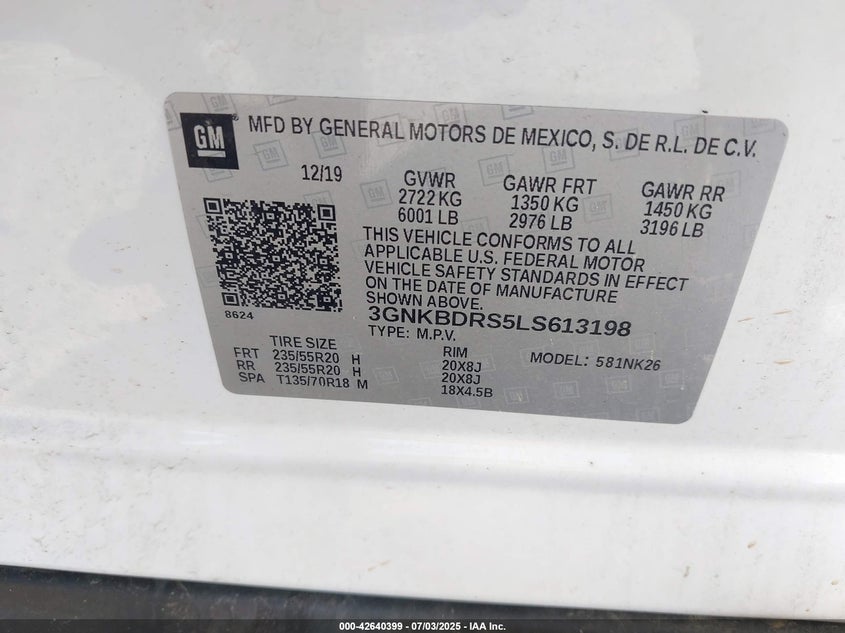 GM
MFD BY GENERAL MOTORS DE MEXICO, S. DE R.L. DE C.V.
12/19
GVWR
2722 KG
6001 LB
GAWR FRT
1350 KG
2976 LB
GAWR RR
1450 KG
3196 LB
THIS VEHICLE CONFORMS TO ALL
APPLICABLE U.S. FEDERAL MOTOR
VEHICLE SAFETY STANDARDS IN EFFECT
ON THE DATE OF MANUFACTURE
SHOWN ABOVE.
8624
3GNKBDRS5LS613198
TYPE: M.P.V.
MODEL: 581NK26
TIRE SIZE
RIM
FRT 235/55R20 H 20X8J
RR 235/55R20 H 20X8J
SPA T135/70R18 M 18X4.5B
000-42640399 - 07/03/2025 - IAA Inc.